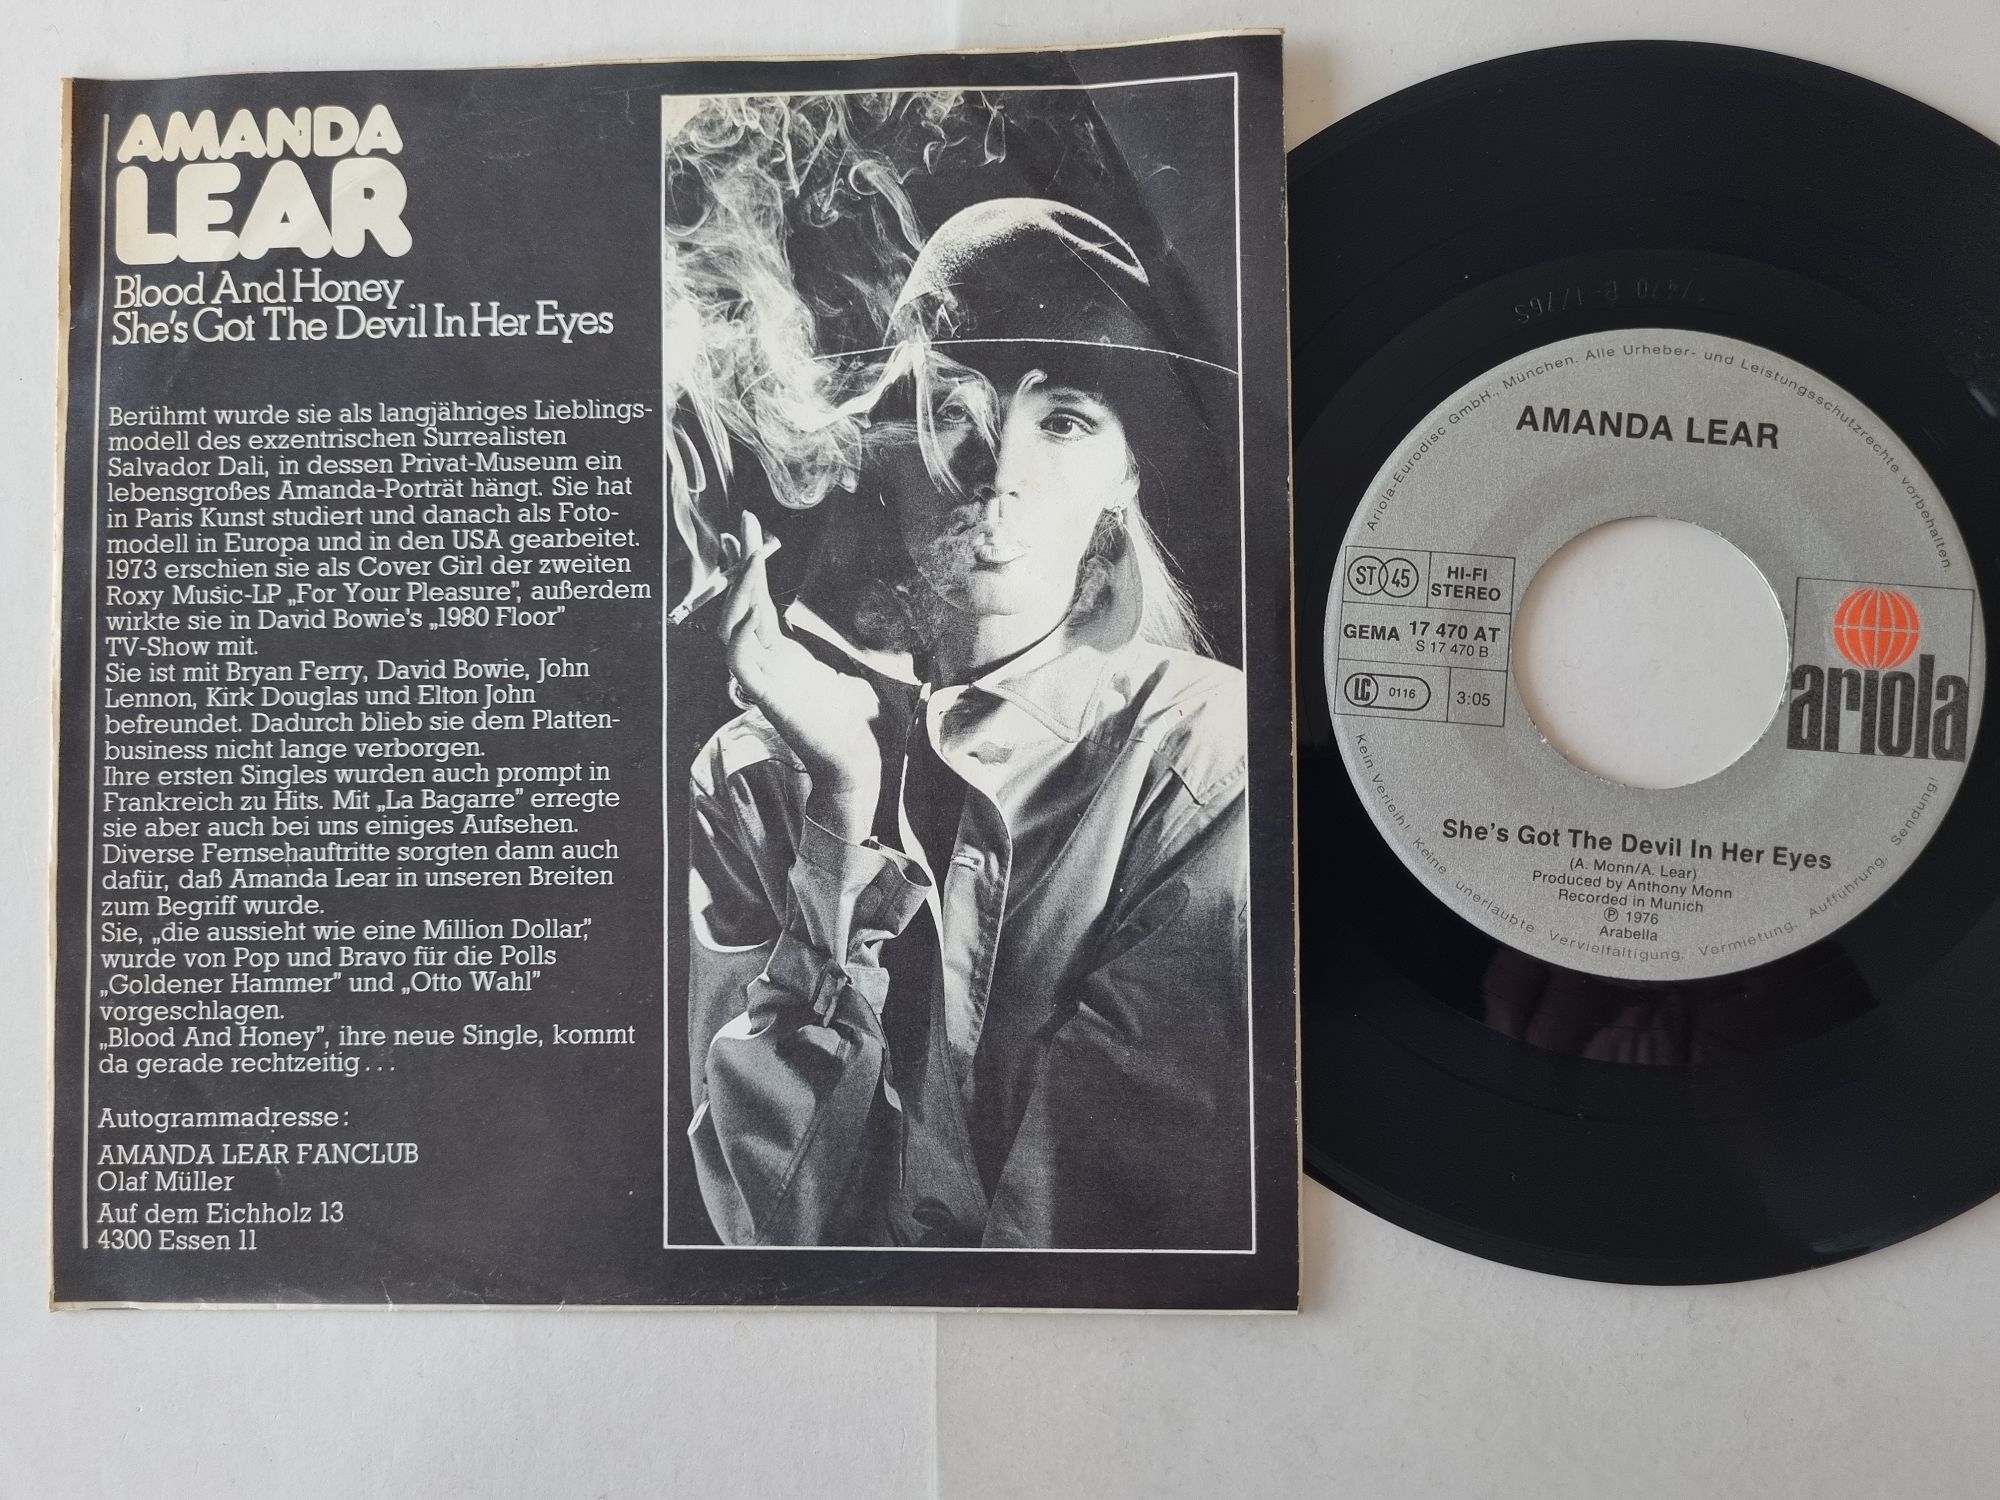 AMANDA
LEAR
Blood And Honey
She's Got The Devil In Her Eyes
Berühmt wurde sie als langjähriges Lieblings-
modell des exzentrischen Surrealisten
Salvador Dali, in dessen Privat-Museum ein
lebensgroßes Amanda-Porträt hängt. Sie hat
in Paris Kunst studiert und danach als Foto-
modell in Europa und in den USA gearbeitet.
1973 erschien sie als Cover Girl der zweiten
Roxy Music-LP „For Your Pleasure”, außerdem
wirkte sie in David Bowie's „1980 Floor”
TV-Show mit.
Sie ist mit Bryan Ferry, David Bowie, John
Lennon, Kirk Douglas und Elton John
befreundet. Dadurch blieb sie dem Platten-
business nicht lange verborgen.
Ihre ersten Singles wurden auch prompt in
Frankreich zu Hits. Mit „La Bagarre” erregte
sie aber auch bei uns einiges Aufsehen.
Diverse Fernsehauftritte sorgten dann auch
dafür, daß Amanda Lear in unseren Breiten
zum Begriff wurde.
Sie, „die aussieht wie eine Million Dollar”,
wurde von Pop und Bravo für die Polls
„Goldener Hammer” und „Otto Wahl”
vorgeschlagen.
„Blood And Honey”, ihre neue Single, kommt
da gerade rechtzeitig...
Autogrammadresse:
AMANDA LEAR FANCLUB
Olaf Müller
Auf dem Eichholz 13
4300 Essen 11
Ariola-Eurodisc GmbH., München. Alle Urheber- und Leistungsschutzrechte vorbehalten.
AMANDA LEAR
ST 45
HI-FI
STEREO
GEMA
17 470 AT
S 17 470 B
LC 0116
3:05
ariola
She's Got The Devil In Her Eyes
(A. Monn/A. Lear)
Produced by Anthony Monn
Recorded in Munich
Ⓟ 1976
Arabella
Kein Verleih! Keine unerlaubte Vervielfältigung, Vermietung, Aufführung, Sendung!